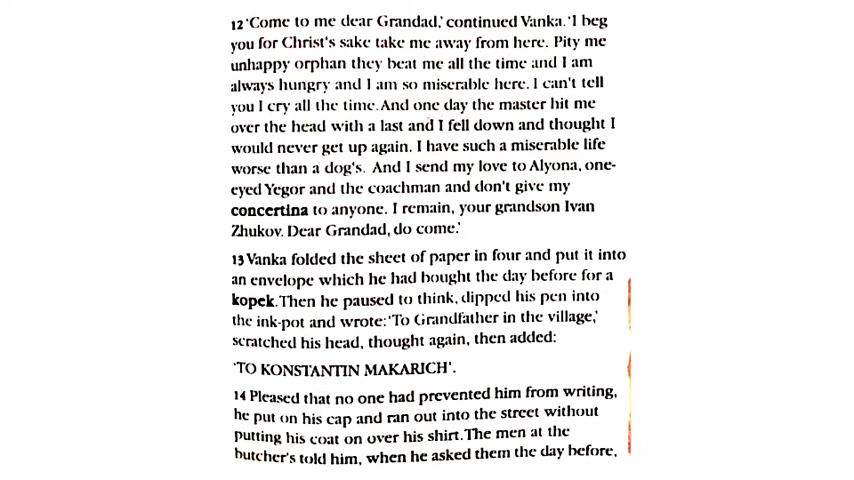 12 'Come to me dear Grandad,' continued Vanka. 'I beg
you for Christ's sake take me away from here. Pity me
unhappy orphan they beat me all the time and I am
always hungry and I am so miserable here. I can't tell
you I cry all the time. And one day the master hit me
over the head with a last and I fell down and thought I
would never get up again. I have such a miserable life
worse than a dog's. And I send my love to Alyona, one-
eyed Yegor and the coachman and don't give my
concertina to anyone. I remain, your grandson Ivan
Zhukov. Dear Grandad, do come.'
13 Vanka folded the sheet of paper in four and put it into
an envelope which he had bought the day before for a
kopek. Then he paused to think, dipped his pen into
the ink-pot and wrote: 'To Grandfather in the village,'
scratched his head, thought again, then added:
'TO KONSTANTIN MAKARICH'.
14 Pleased that no one had prevented him from writing,
he put on his cap and ran out into the street without
putting his coat on over his shirt. The men at the
butcher's told him, when he asked them the day before,